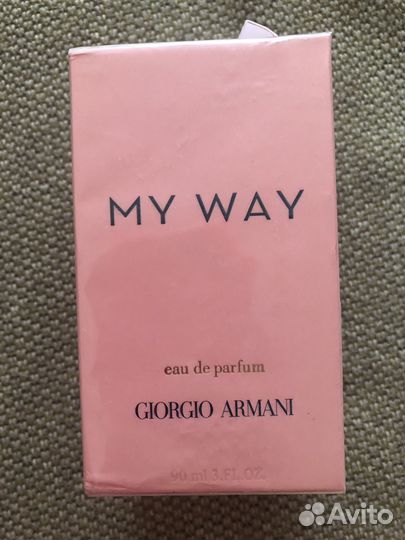 MY WAY
eau de parfum
GIORGIO ARMANI
90 ml 3.FL.OZ.
Avito